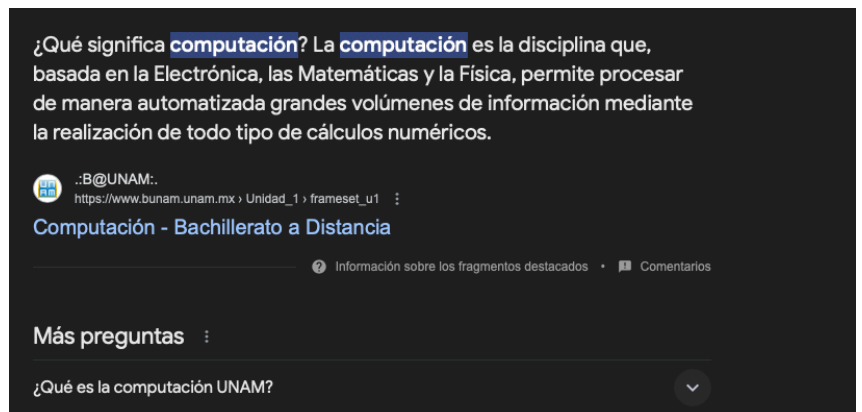 ¿Qué significa computación? La computación es la disciplina que,
basada en la Electrónica, las Matemáticas y la Física, permite procesar
de manera automatizada grandes volúmenes de información mediante
la realización de todo tipo de cálculos numéricos.
.:B@UNAM:.
https://www.bunam.unam.mx › Unidad_1 › frameset_u1
Computación - Bachillerato a Distancia
Información sobre los fragmentos destacados • Comentarios
Más preguntas
¿Qué es la computación UNAM?